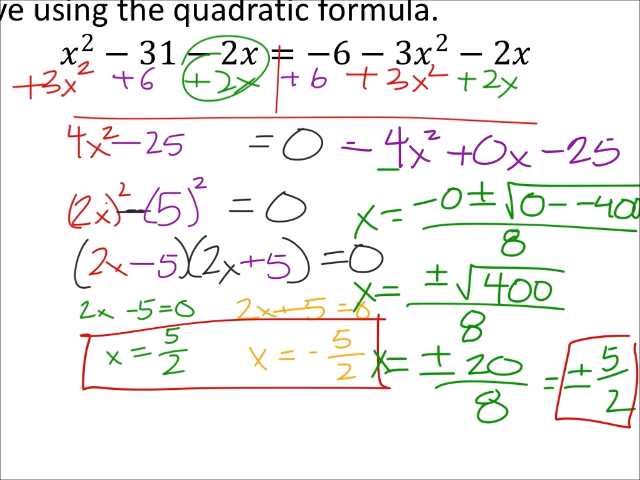 ve using the quadratic formula.
x² − 31 − 2x = −6 − 3x² − 2x
+3x² +6 +2x +6 +3x² +2x
4x² − 25 = 0 = 4x² + 0x − 25
(2x)² − (5)² = 0
x = −0 ± √0 − −400 / 8
(2x − 5)(2x + 5) = 0
x = ± √400 / 8
2x − 5 = 0 2x + 5 = 0
x = 5/2 x = − 5/2
x = ± 20 / 8 = ± 5/2